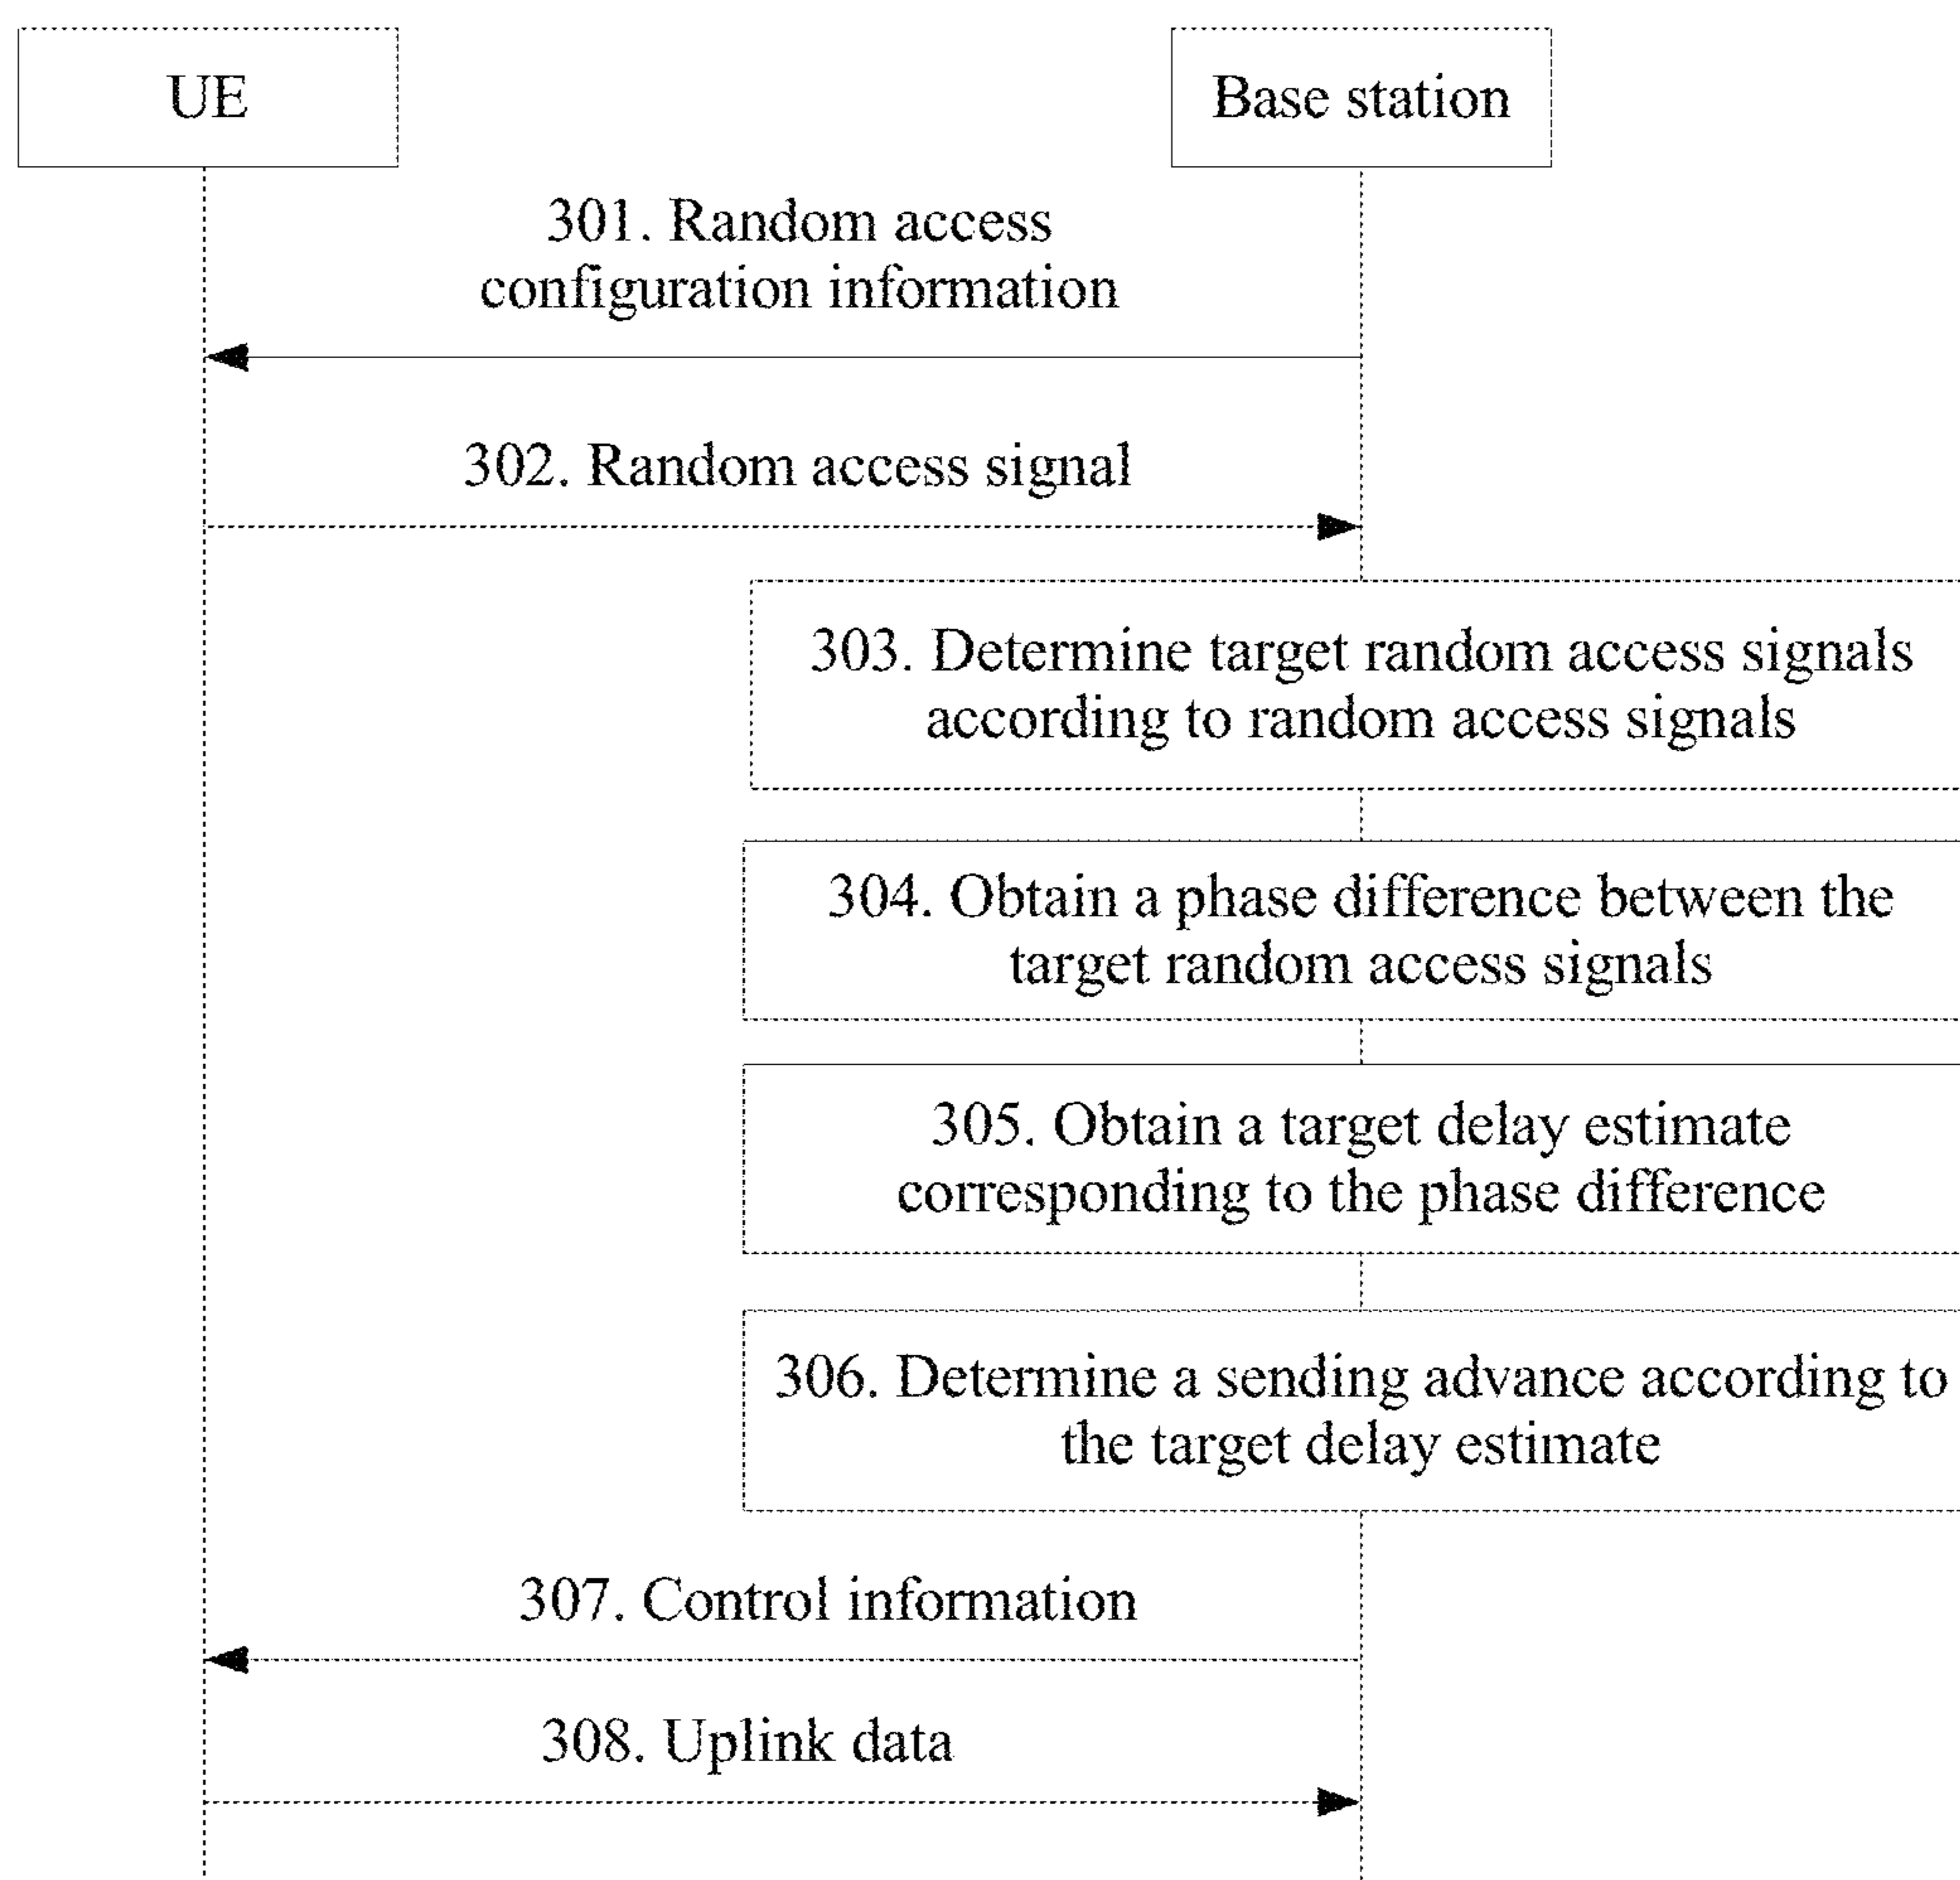 UE
Base station
301. Random access
configuration information
302. Random access signal
303. Determine target random access signals
according to random access signals
304. Obtain a phase difference between the
target random access signals
305. Obtain a target delay estimate
corresponding to the phase difference
306. Determine a sending advance according to
the target delay estimate
307. Control information
308. Uplink data